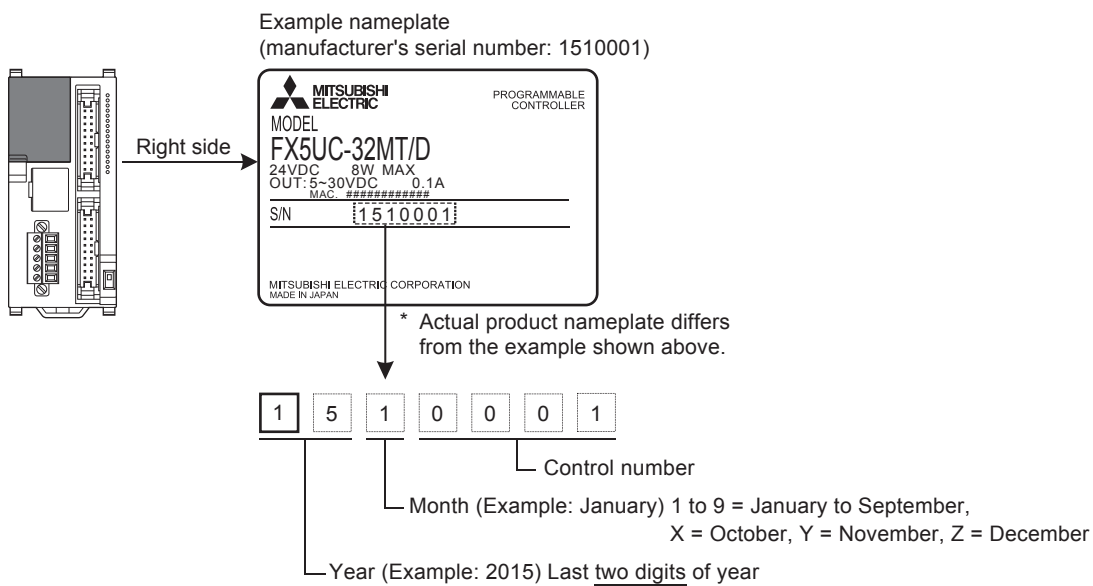 Example nameplate
(manufacturer's serial number: 1510001)
MITSUBISHI
ELECTRIC
PROGRAMMABLE
CONTROLLER
MODEL
FX5UC-32MT/D
24VDC 8W MAX
OUT: 5~30VDC 0.1A
MAC. ############
S/N 1510001
MITSUBISHI ELECTRIC CORPORATION
MADE IN JAPAN
Right side
* Actual product nameplate differs
from the example shown above.
1 5 1 0 0 0 1
Control number
Month (Example: January) 1 to 9 = January to September,
X = October, Y = November, Z = December
Year (Example: 2015) Last two digits of year